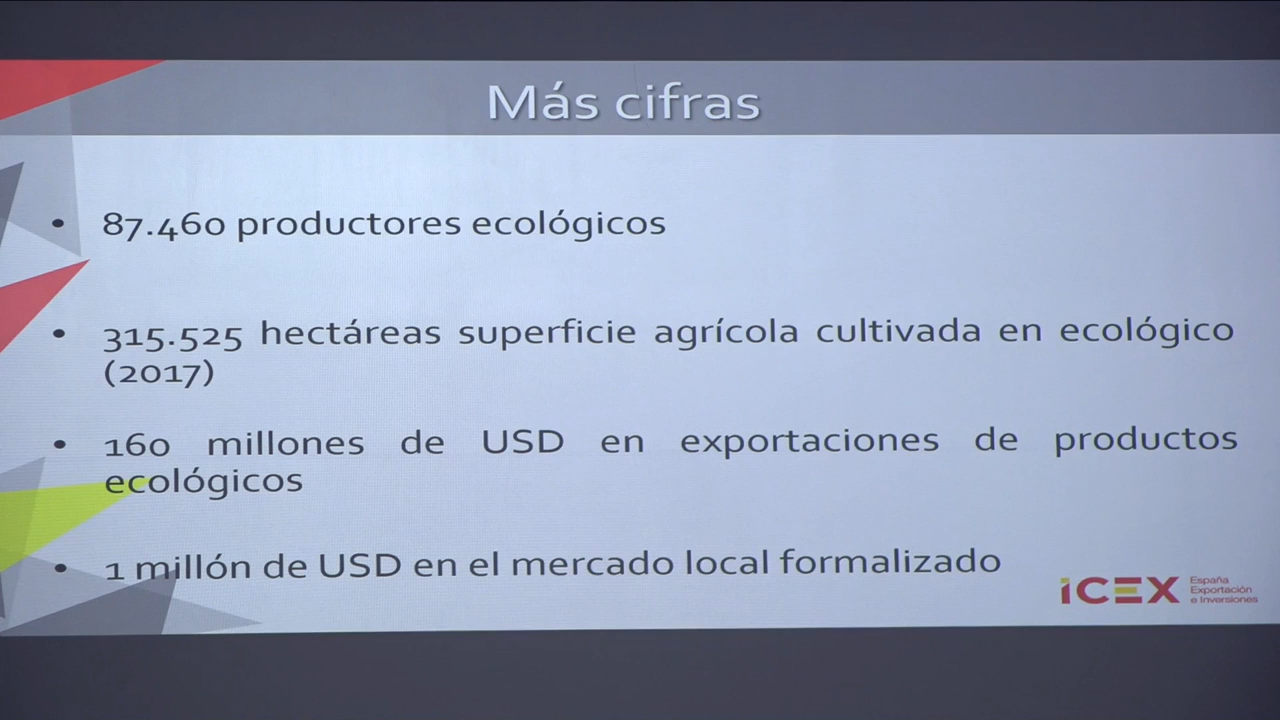 Más cifras
• 87.460 productores ecológicos
• 315.525 hectáreas superficie agrícola cultivada en ecológico
(2017)
• 160 millones de USD en exportaciones de productos
ecológicos
• 1 millón de USD en el mercado local formalizado
icex España
Exportación
e Inversiones